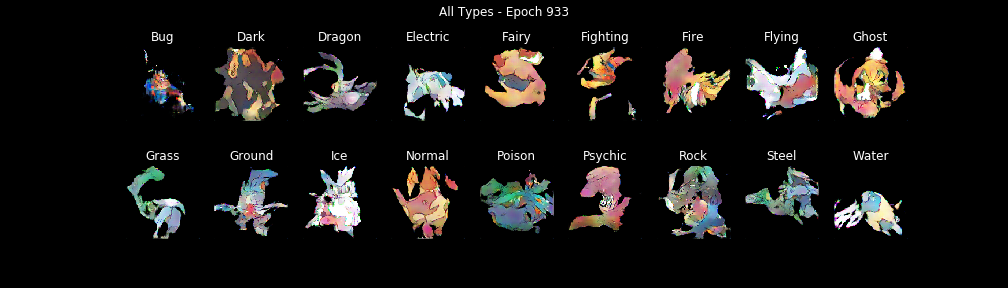 All Types - Epoch 933
Bug Dark Dragon Electric Fairy Fighting Fire Flying Ghost
Grass Ground Ice Normal Poison Psychic Rock Steel Water